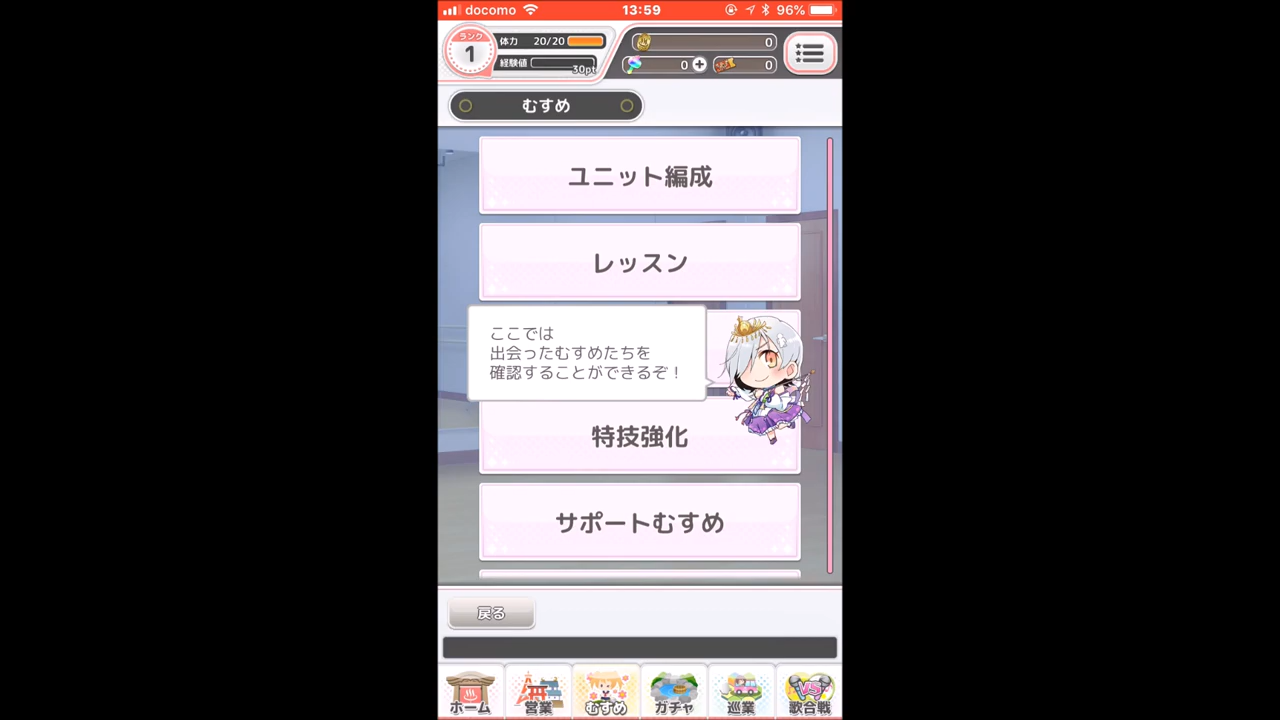 docomo 13:59 96%
ランク
1
体力 20/20
経験値
30pt
0
0
0
むすめ
ユニット編成
レッスン
ここでは
出会ったむすめたちを
確認することができるぞ！
特技強化
サポートむすめ
戻る
ホーム
営業
むすめ
ガチャ
巡業
VS
歌合戦